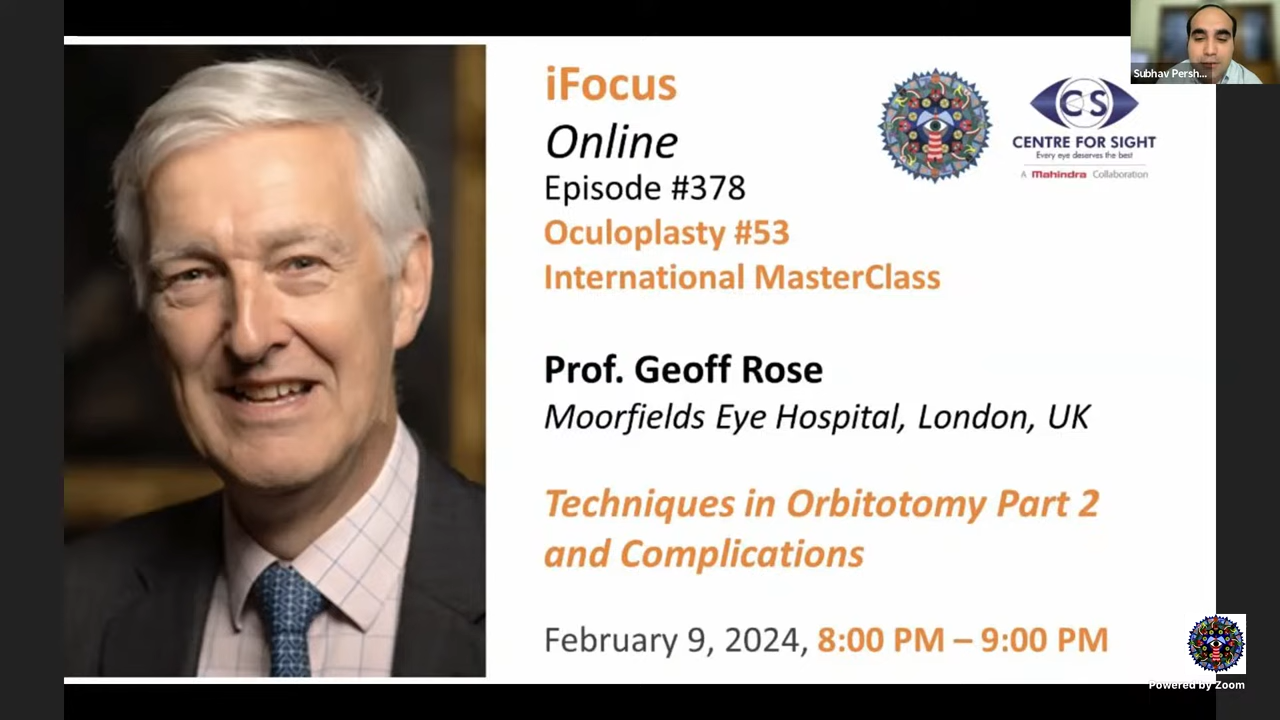 iFocus
Online
Episode #378
Oculoplasty #53
International MasterClass
Prof. Geoff Rose
Moorfields Eye Hospital, London, UK
Techniques in Orbitotomy Part 2
and Complications
February 9, 2024, 8:00 PM – 9:00 PM
CS
CENTRE FOR SIGHT
Every eye deserves the best
A Mahindra Collaboration
Subhav Persh...
Powered by Zoom